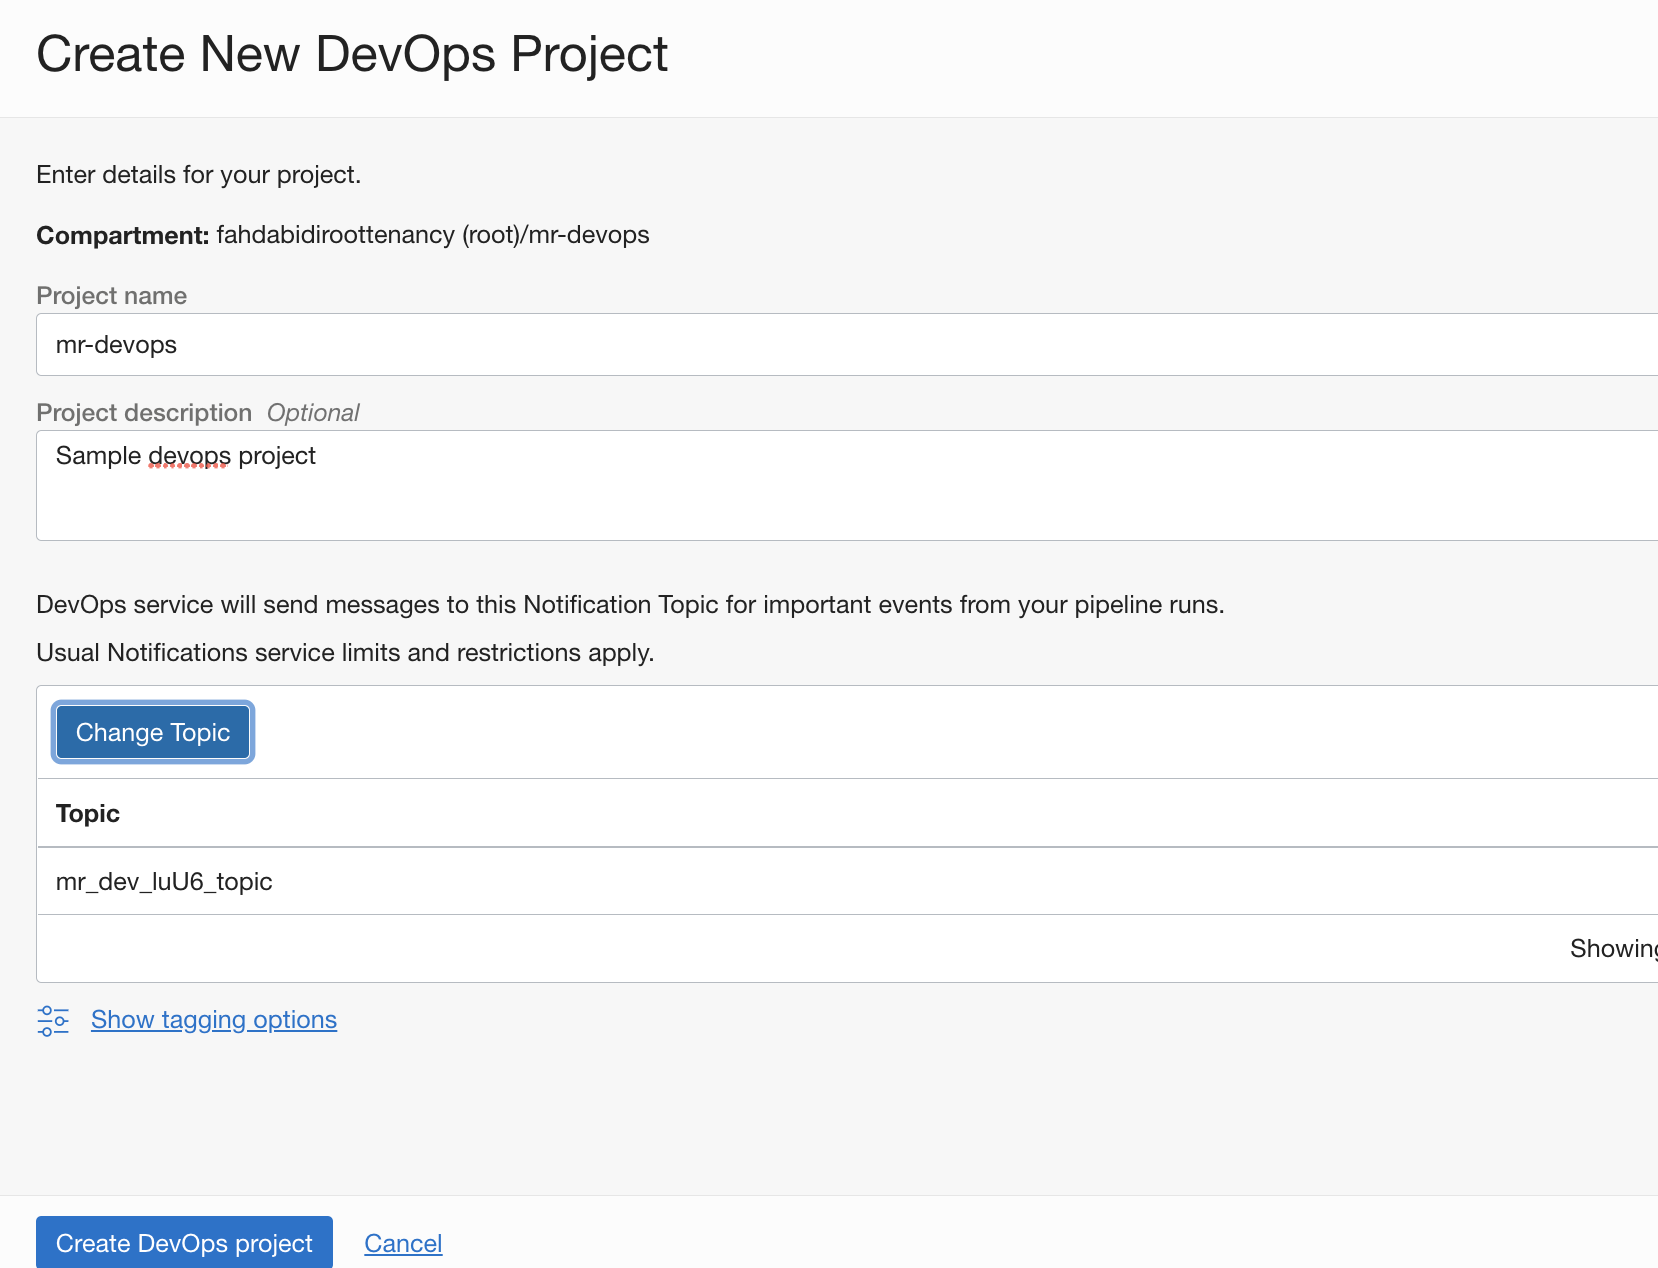 Create New DevOps Project
Enter details for your project.
Compartment: fahdabidiroottenancy (root)/mr-devops
Project name
mr-devops
Project description Optional
Sample devops project
DevOps service will send messages to this Notification Topic for important events from your pipeline runs.
Usual Notifications service limits and restrictions apply.
Change Topic
Topic
mr_dev_luU6_topic
Showing
Show tagging options
Create DevOps project Cancel